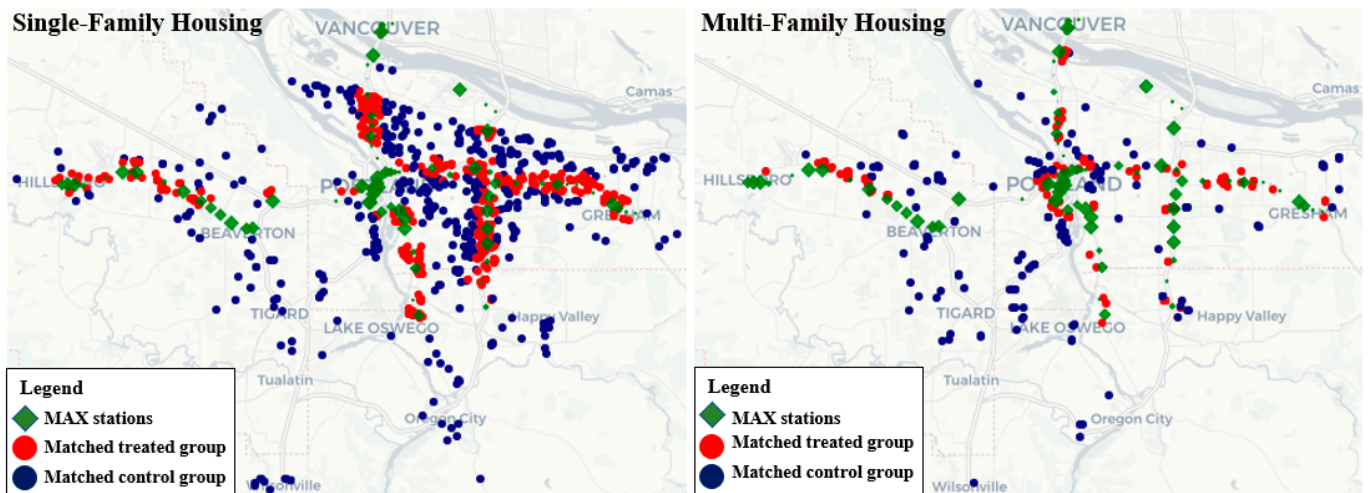 Single-Family Housing
VANCOUVER
Camas
HILLSBORO
PORTLAND
GRESHAM
BEAVERTON
TIGARD
LAKE OSWEGO
Happy Valley
Tualatin
Oregon City
Wilsonville
Legend
MAX stations
Matched treated group
Matched control group
Multi-Family Housing
VANCOUVER
Camas
HILLSBORO
PORTLAND
GRESHAM
BEAVERTON
TIGARD
LAKE OSWEGO
Happy Valley
Tualatin
Oregon City
Wilsonville
Legend
MAX stations
Matched treated group
Matched control group